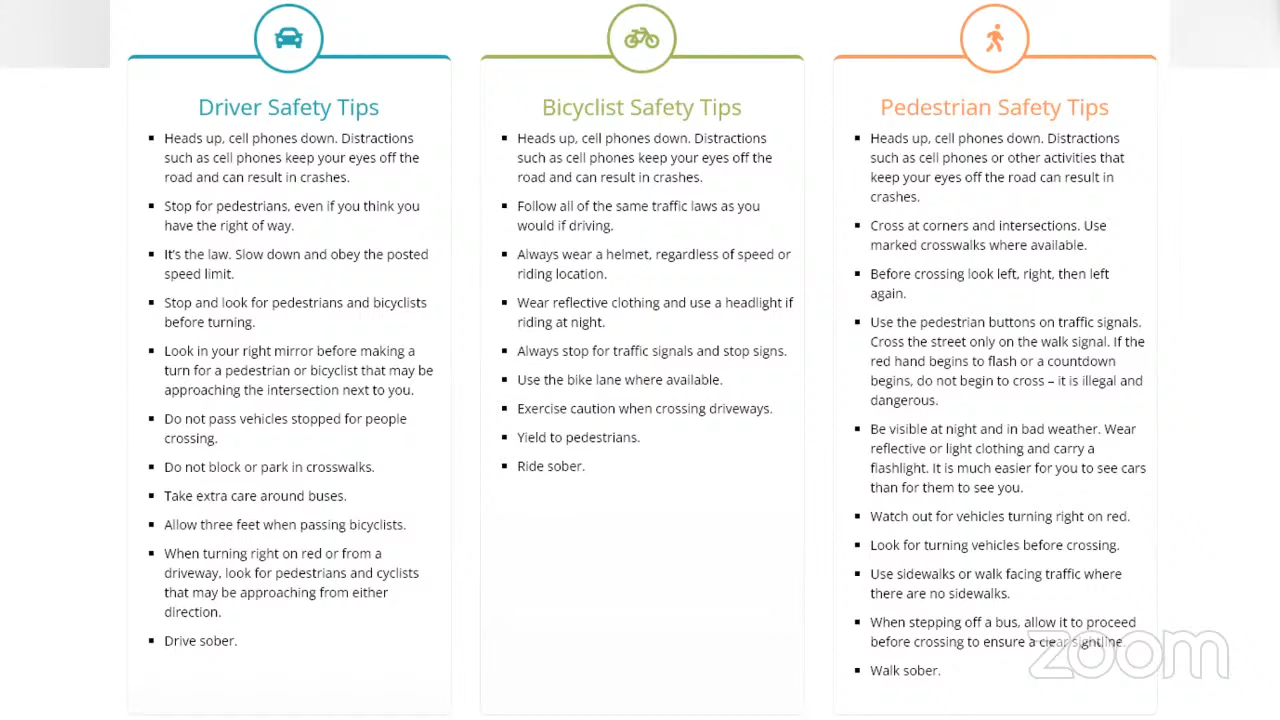 Driver Safety Tips
Heads up, cell phones down. Distractions
such as cell phones keep your eyes off the
road and can result in crashes.
Stop for pedestrians, even if you think you
have the right of way.
It's the law. Slow down and obey the posted
speed limit.
Stop and look for pedestrians and bicyclists
before turning.
Look in your right mirror before making a
turn for a pedestrian or bicyclist that may be
approaching the intersection next to you.
Do not pass vehicles stopped for people
crossing.
Do not block or park in crosswalks.
Take extra care around buses.
Allow three feet when passing bicyclists.
When turning right on red or from a
driveway, look for pedestrians and cyclists
that may be approaching from either
direction.
Drive sober.
Bicyclist Safety Tips
Heads up, cell phones down. Distractions
such as cell phones keep your eyes off the
road and can result in crashes.
Follow all of the same traffic laws as you
would if driving.
Always wear a helmet, regardless of speed or
riding location.
Wear reflective clothing and use a headlight if
riding at night.
Always stop for traffic signals and stop signs.
Use the bike lane where available.
Exercise caution when crossing driveways.
Yield to pedestrians.
Ride sober.
Pedestrian Safety Tips
Heads up, cell phones down. Distractions
such as cell phones or other activities that
keep your eyes off the road can result in
crashes.
Cross at corners and intersections. Use
marked crosswalks where available.
Before crossing look left, right, then left
again.
Use the pedestrian buttons on traffic signals.
Cross the street only on the walk signal. If the
red hand begins to flash or a countdown
begins, do not begin to cross – it is illegal and
dangerous.
Be visible at night and in bad weather. Wear
reflective or light clothing and carry a
flashlight. It is much easier for you to see cars
than for them to see you.
Watch out for vehicles turning right on red.
Look for turning vehicles before crossing.
Use sidewalks or walk facing traffic where
there are no sidewalks.
When stepping off a bus, allow it to proceed
before crossing to ensure a clear sightline.
Walk sober.
zoom